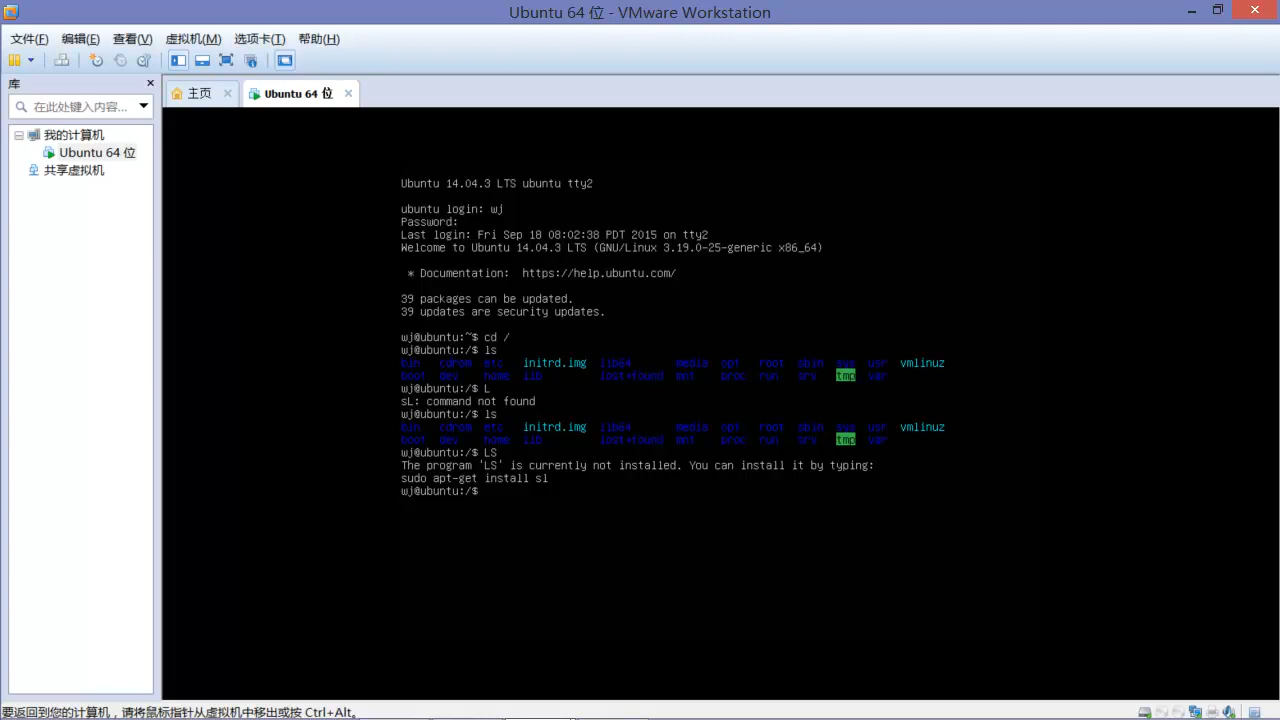 Ubuntu 64 位 - VMware Workstation
文件(F) 编辑(E) 查看(V) 虚拟机(M) 选项卡(T) 帮助(H)
库
在此处键入内容...
我的计算机
Ubuntu 64 位
共享虚拟机
主页 Ubuntu 64 位
Ubuntu 14.04.3 LTS ubuntu tty2
ubuntu login: wj
Password:
Last login: Fri Sep 18 08:02:38 PDT 2015 on tty2
Welcome to Ubuntu 14.04.3 LTS (GNU/Linux 3.19.0-25-generic x86_64)
* Documentation: https://help.ubuntu.com/
39 packages can be updated.
39 updates are security updates.
wj@ubuntu:~$ cd /
wj@ubuntu:/$ ls
bin cdrom etc initrd.img lib64 media opt root sbin sys usr vmlinuz
boot dev home lib lost+found mnt proc run srv tmp var
wj@ubuntu:/$ L
sL: command not found
wj@ubuntu:/$ ls
bin cdrom etc initrd.img lib64 media opt root sbin sys usr vmlinuz
boot dev home lib lost+found mnt proc run srv tmp var
wj@ubuntu:/$ LS
The program 'LS' is currently not installed. You can install it by typing:
sudo apt-get install sl
wj@ubuntu:/$
要返回到您的计算机，请将鼠标指针从虚拟机中移出或按 Ctrl+Alt。